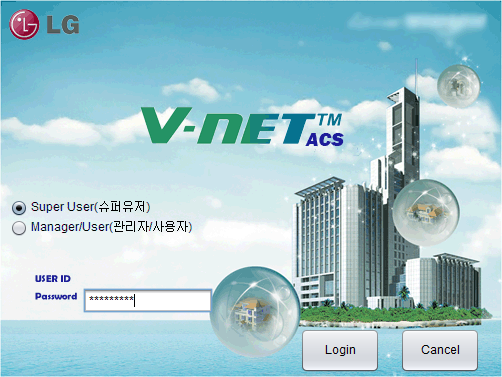 LG
V-NET™
ACS
Super User(슈퍼유저)
Manager/User(관리자/사용자)
USER ID
Password *********
Login Cancel